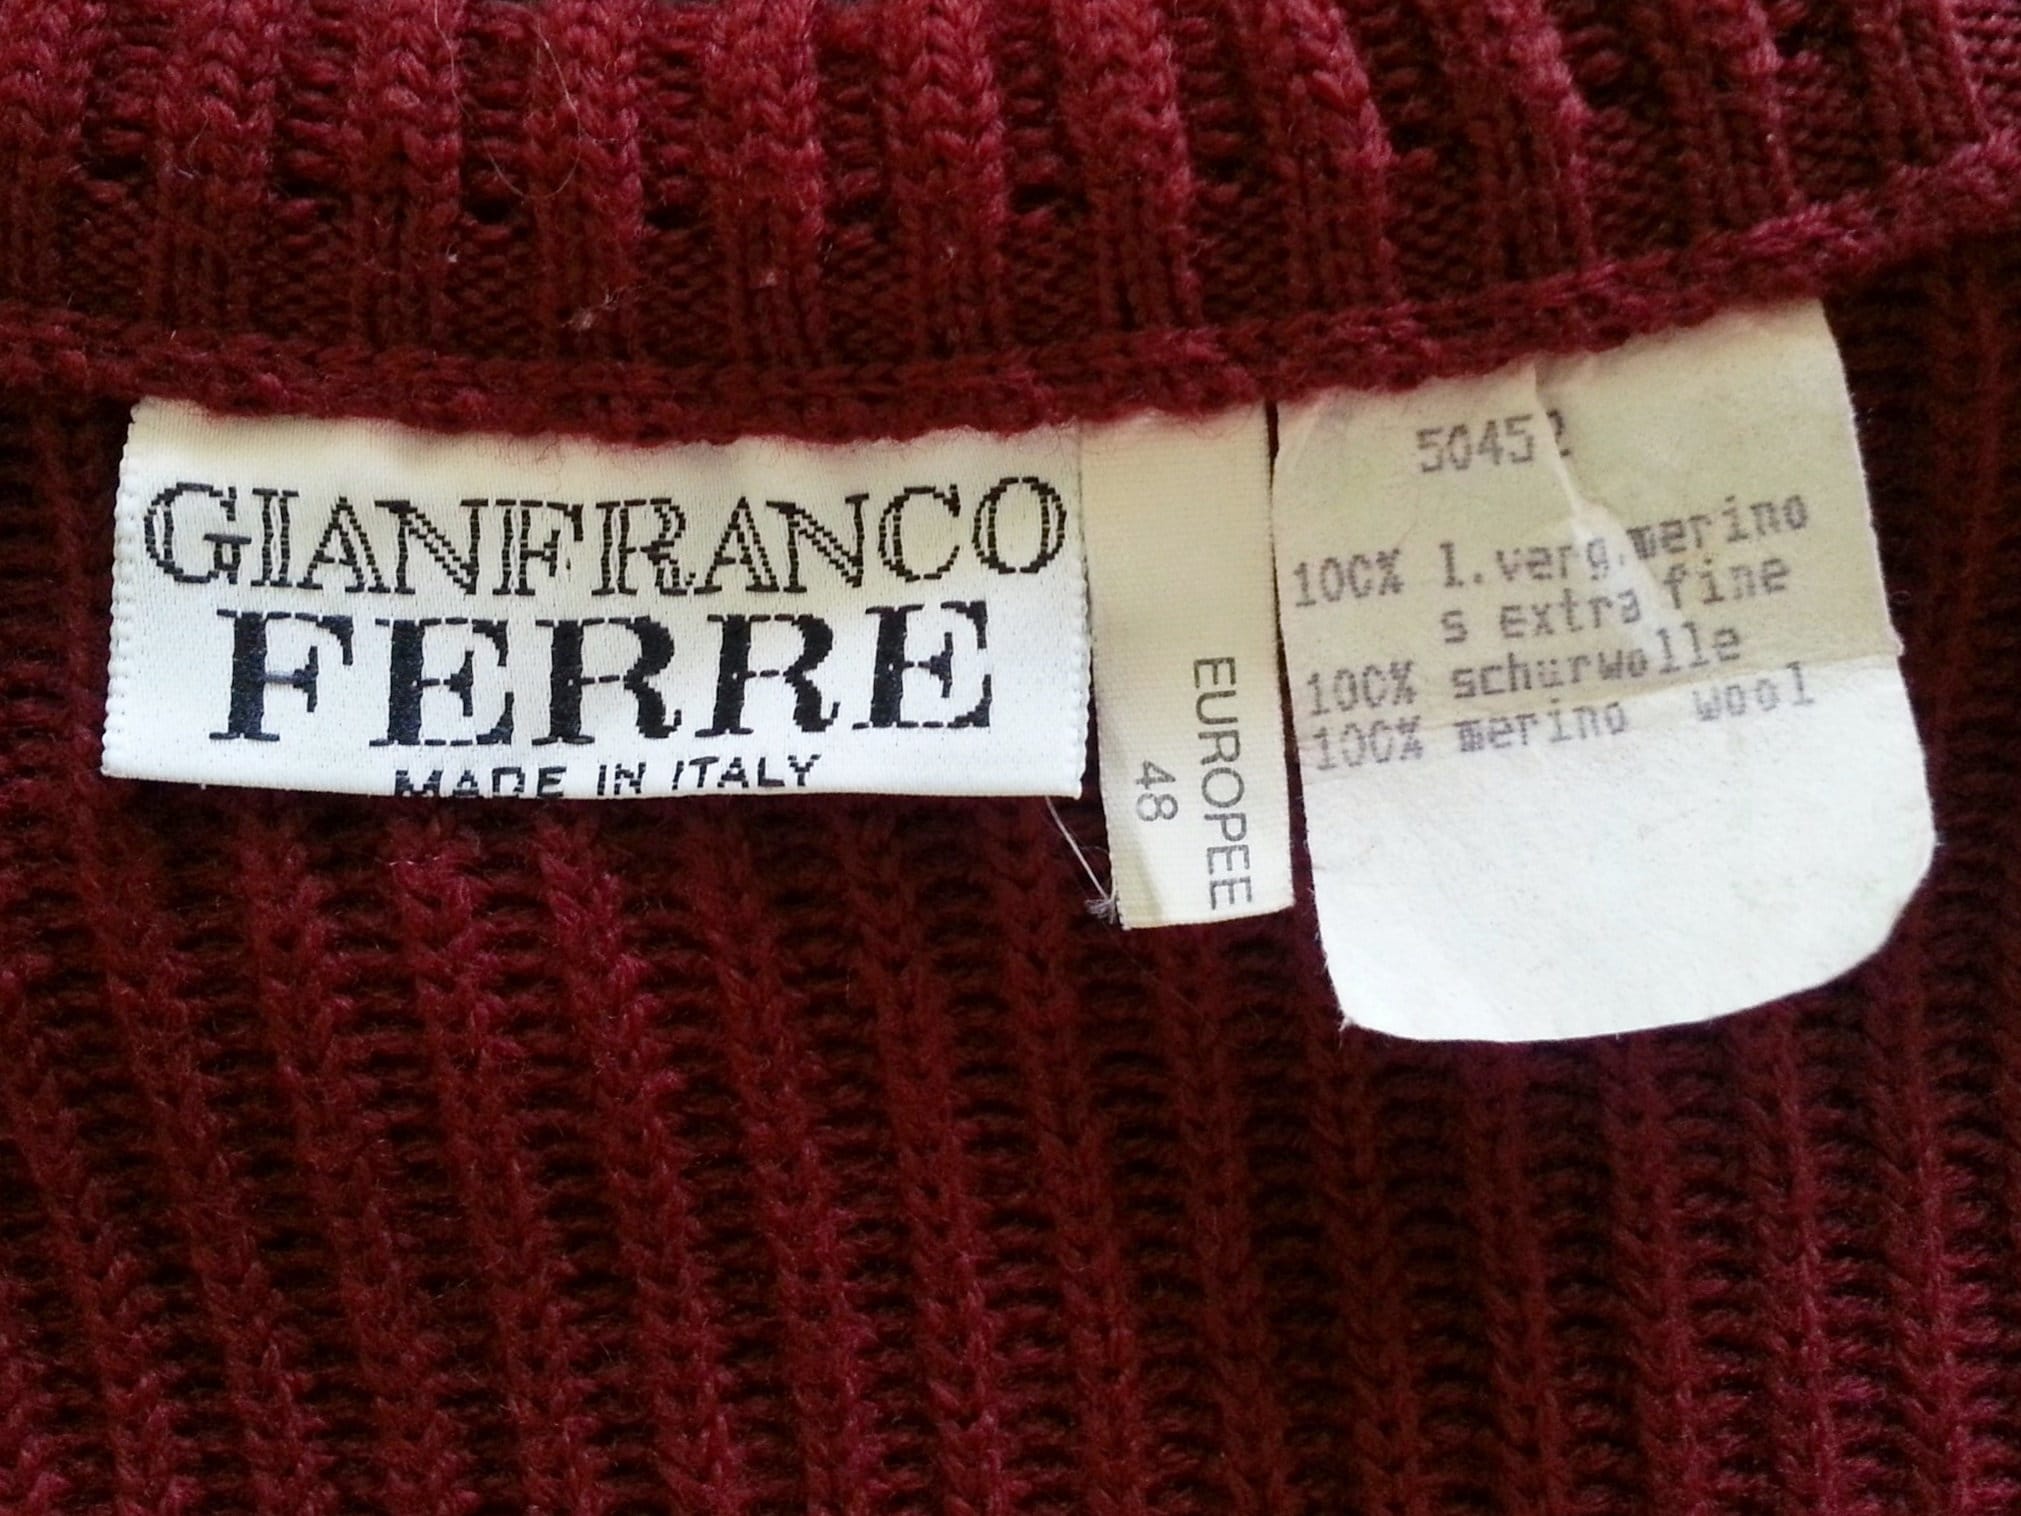 GIANFRANCO
FERRE
MADE IN ITALY
EUROPEE
48
50452
100% l.verg.merino
s Extra fine
100% schurwolle
100% merino wool